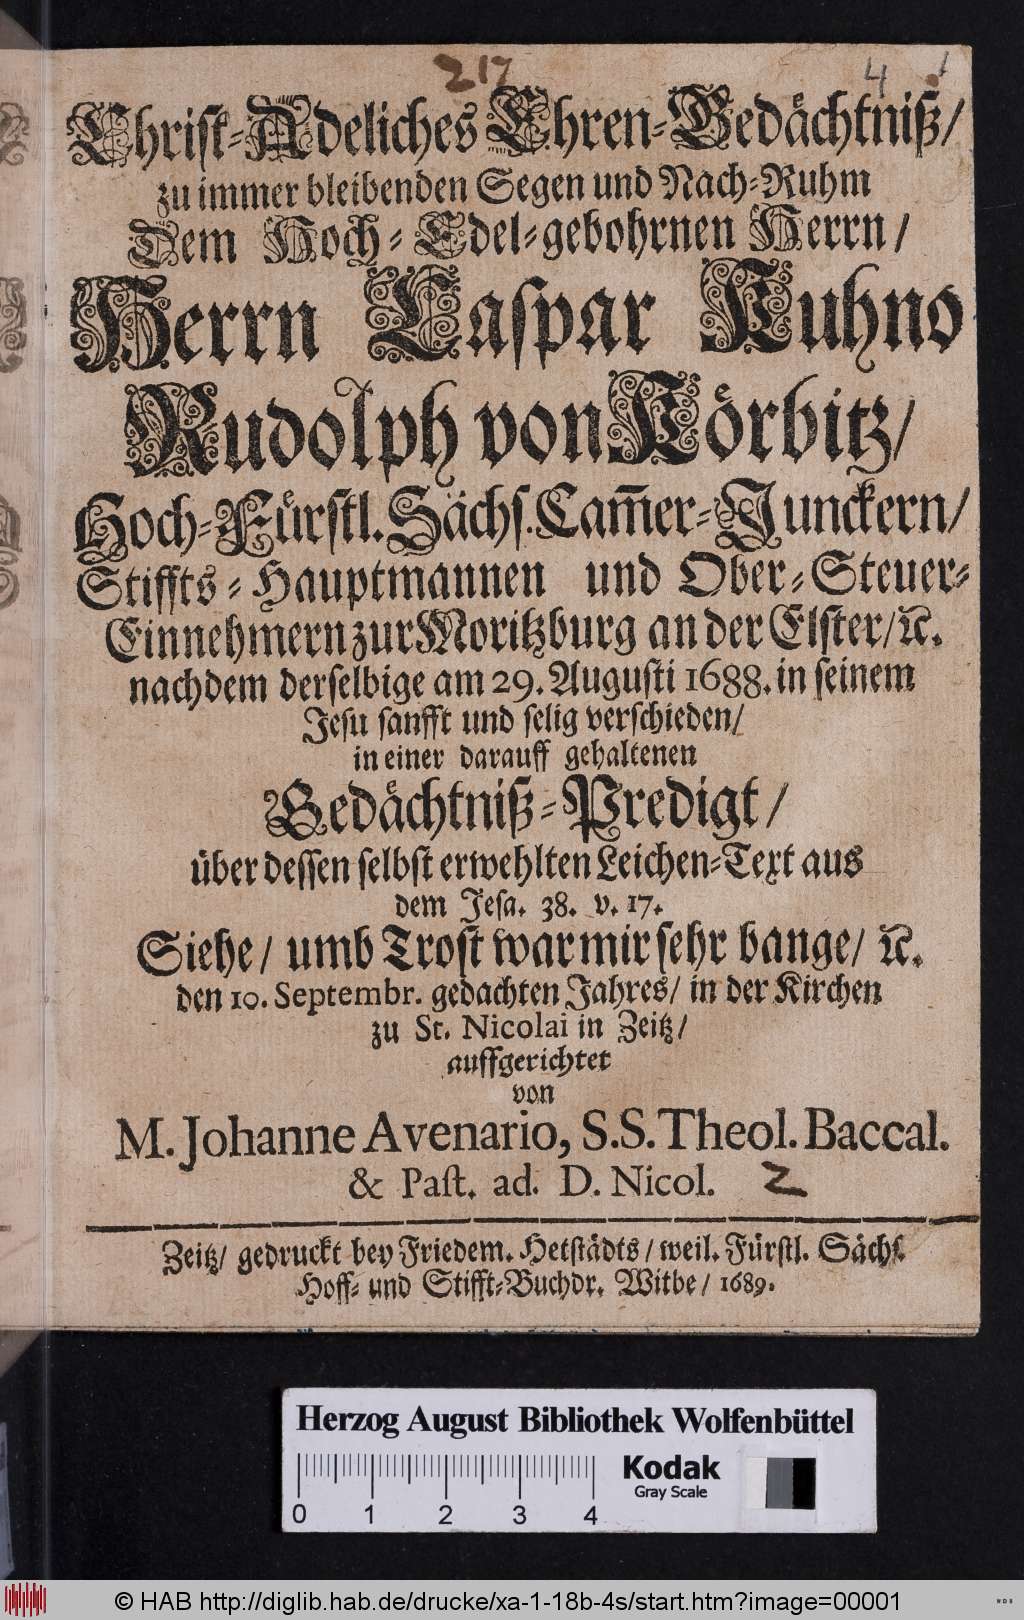 217
4
1
Christ-Adeliches Ehren-Gedächtniß/
zu immer bleibenden Segen und Nach-Ruhm
Dem Hoch-Edel-gebohrnen Herrn/
Herrn Caspar Kuhno
Rudolph von Körbitz/
Hoch-Fürstl. Sächs. Cam̅er-Junckern/
Stiffts-Hauptmannen und Ober-Steuer-
Einnehmern zur Moritzburg an der Elster/ ꝛc.
nachdem derselbige am 29. Augusti 1688. in seinem
Jesu sanfft und selig verschieden/
in einer darauff gehaltenen
Gedächtniß-Predigt/
über dessen selbst erwehlten Leichen-Text aus
dem Jesa. 38. v. 17.
Siehe/ umb Trost war mir sehr bange/ ꝛc.
den 10. Septembr. gedachten Jahres/ in der Kirchen
zu St. Nicolai in Zeitz/
auffgerichtet
von
M. Johanne Avenario, S.S. Theol. Baccal.
& Past. ad. D. Nicol.
2
Zeitz/ gedruckt bey Friedem. Hetstädts/ weil. Fürstl. Sächs.
Hoff- und Stifft-Buchdr. Witbe/ 1689.
Herzog August Bibliothek Wolfenbüttel
0 1 2 3 4
Kodak
Gray Scale
© HAB http://diglib.hab.de/drucke/xa-1-18b-4s/start.htm?image=00001